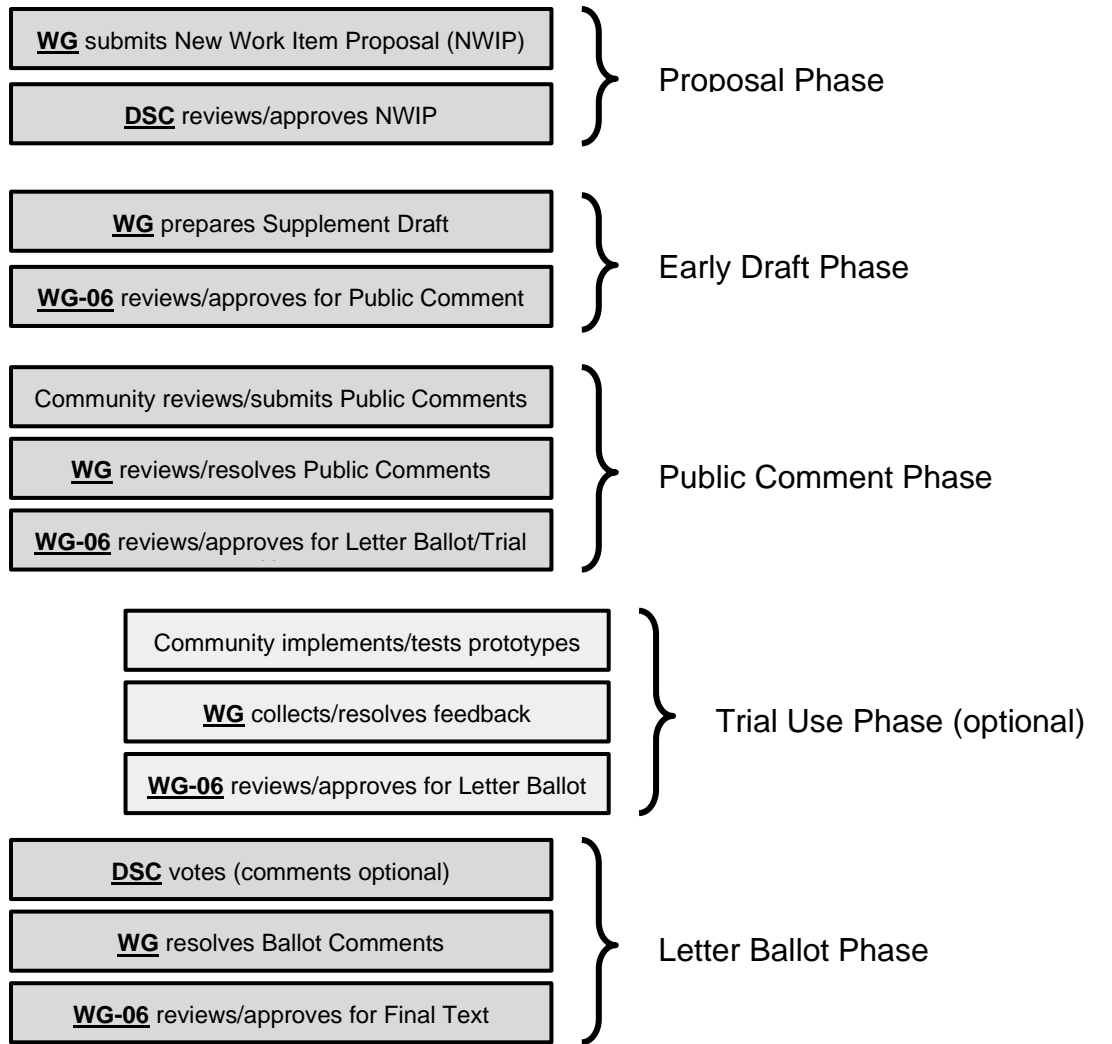 WG submits New Work Item Proposal (NWIP)
DSC reviews/approves NWIP
Proposal Phase
WG prepares Supplement Draft
WG-06 reviews/approves for Public Comment
Early Draft Phase
Community reviews/submits Public Comments
WG reviews/resolves Public Comments
WG-06 reviews/approves for Letter Ballot/Trial
Public Comment Phase
Community implements/tests prototypes
WG collects/resolves feedback
WG-06 reviews/approves for Letter Ballot
Trial Use Phase (optional)
DSC votes (comments optional)
WG resolves Ballot Comments
WG-06 reviews/approves for Final Text
Letter Ballot Phase